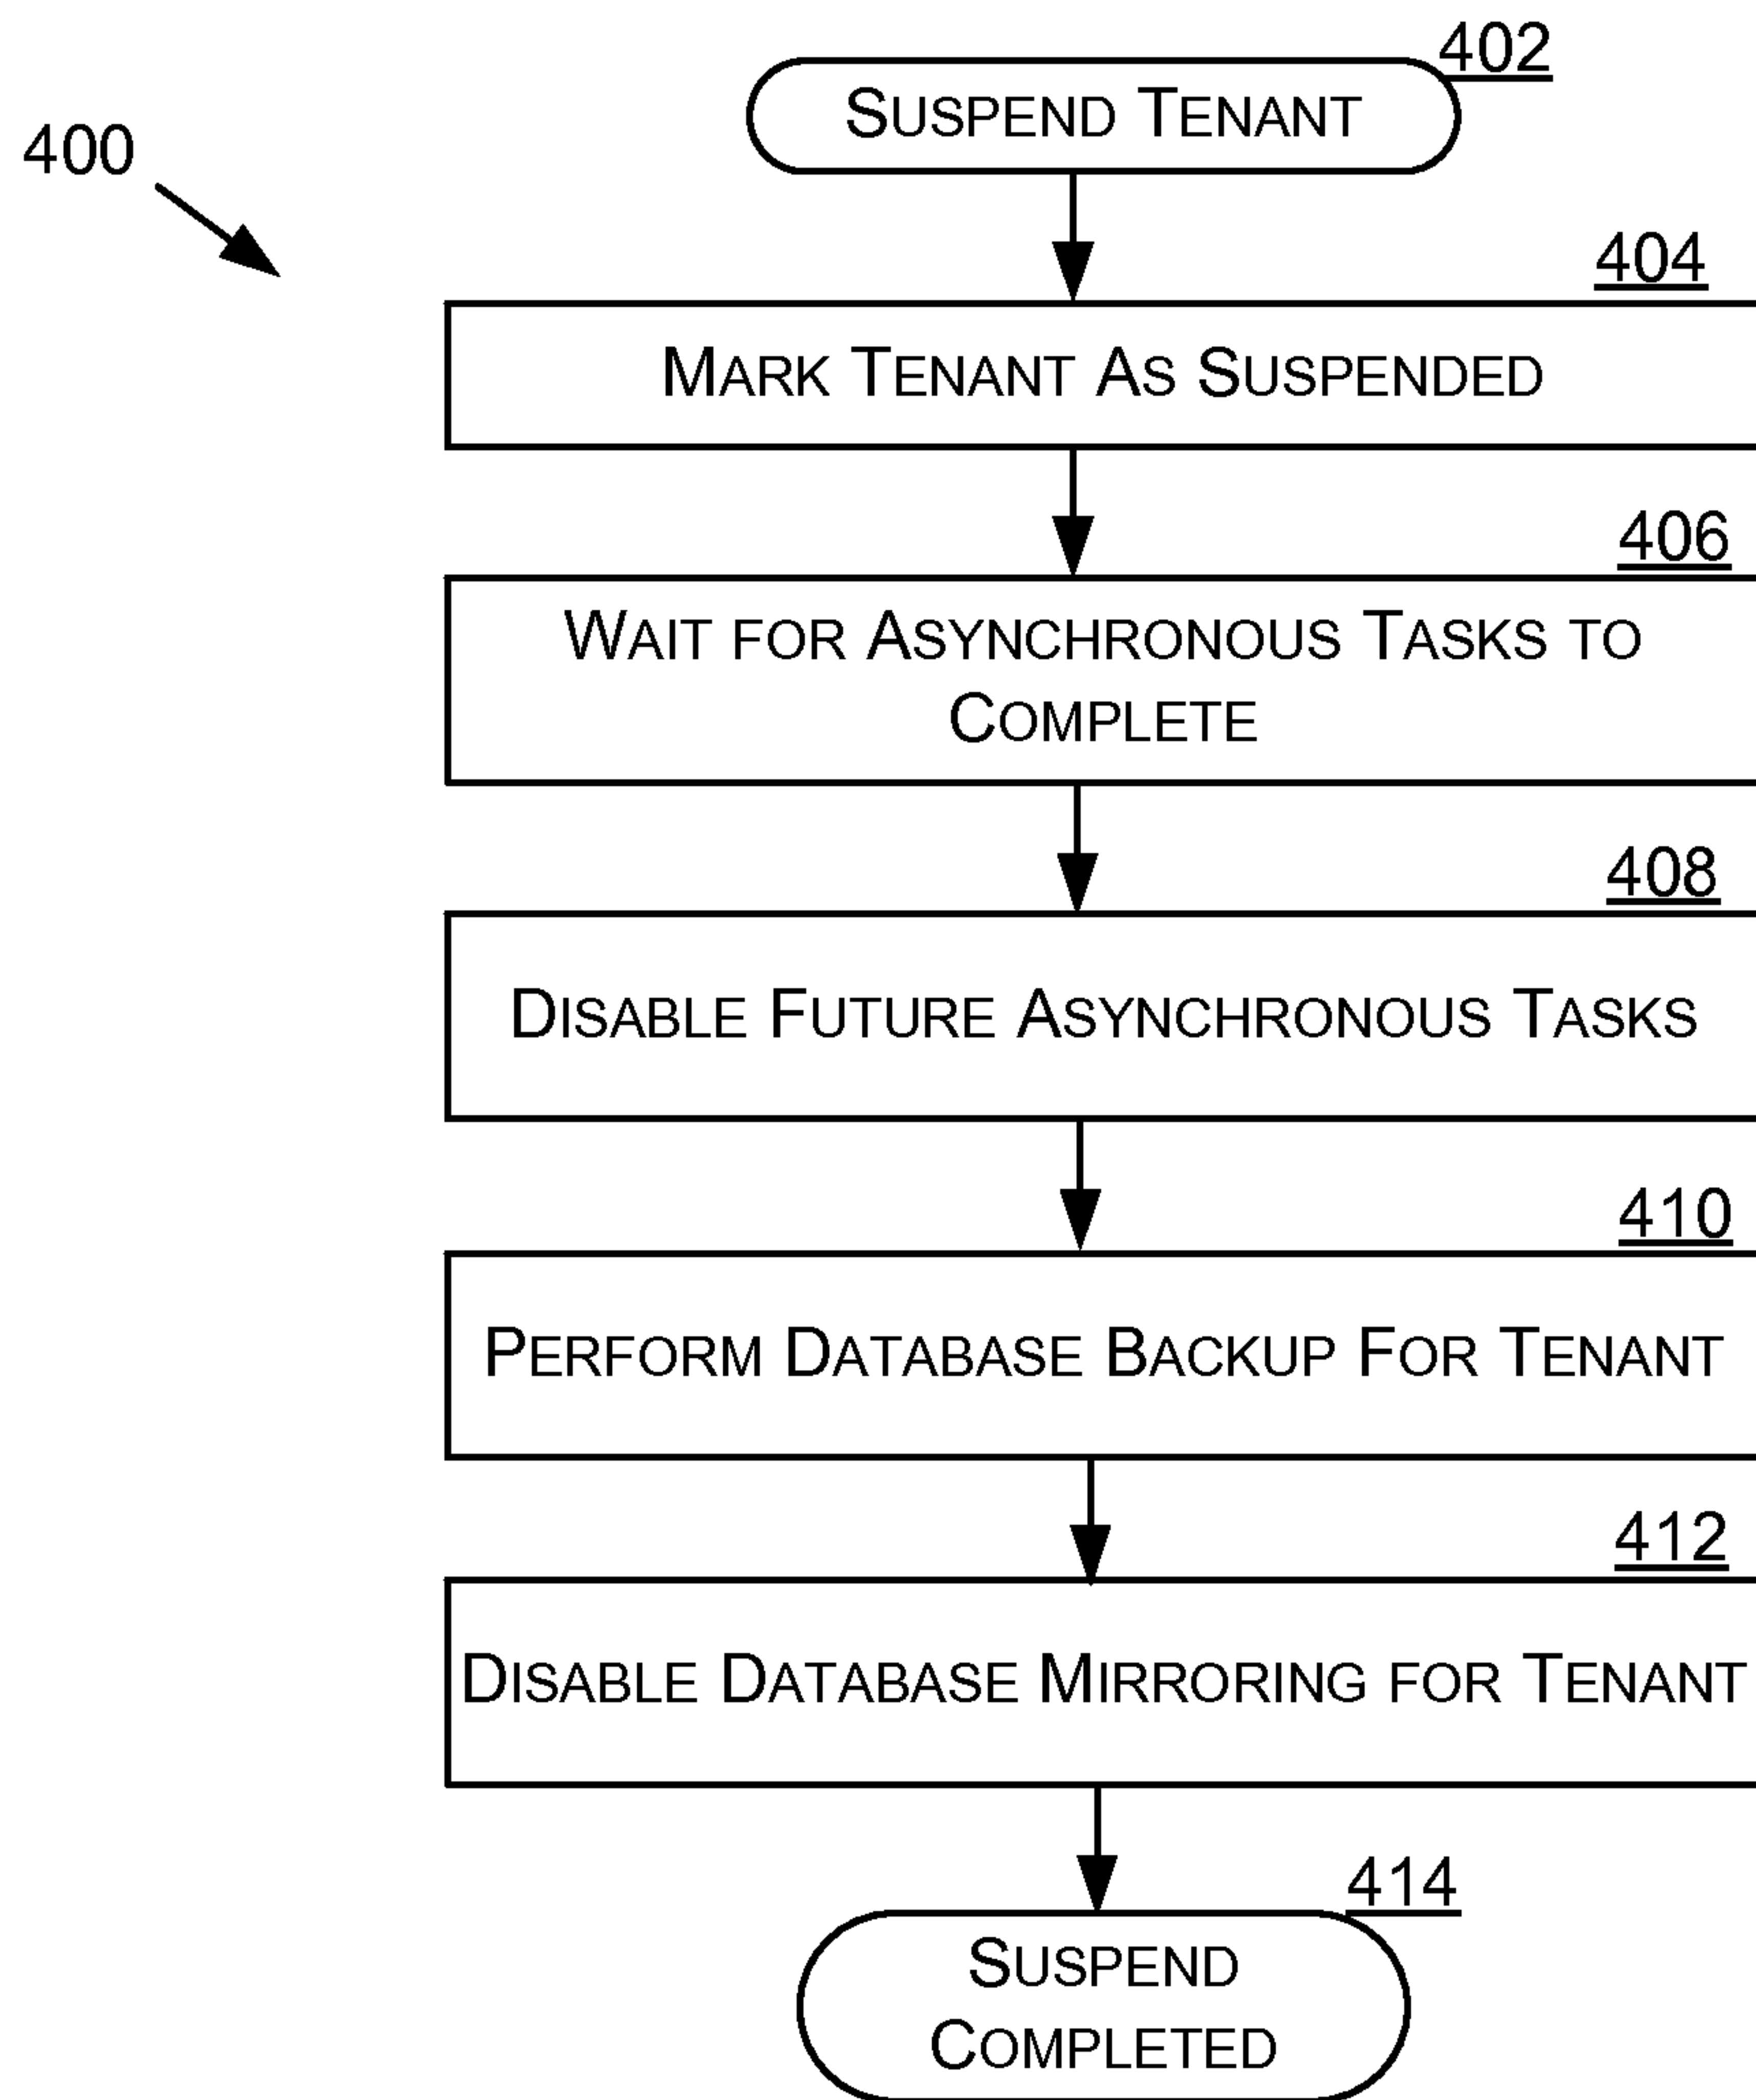 402
SUSPEND TENANT
400
404
MARK TENANT AS SUSPENDED
406
WAIT FOR ASYNCHRONOUS TASKS TO
COMPLETE
408
DISABLE FUTURE ASYNCHRONOUS TASKS
410
PERFORM DATABASE BACKUP FOR TENANT
412
DISABLE DATABASE MIRRORING FOR TENANT
414
SUSPEND
COMPLETED